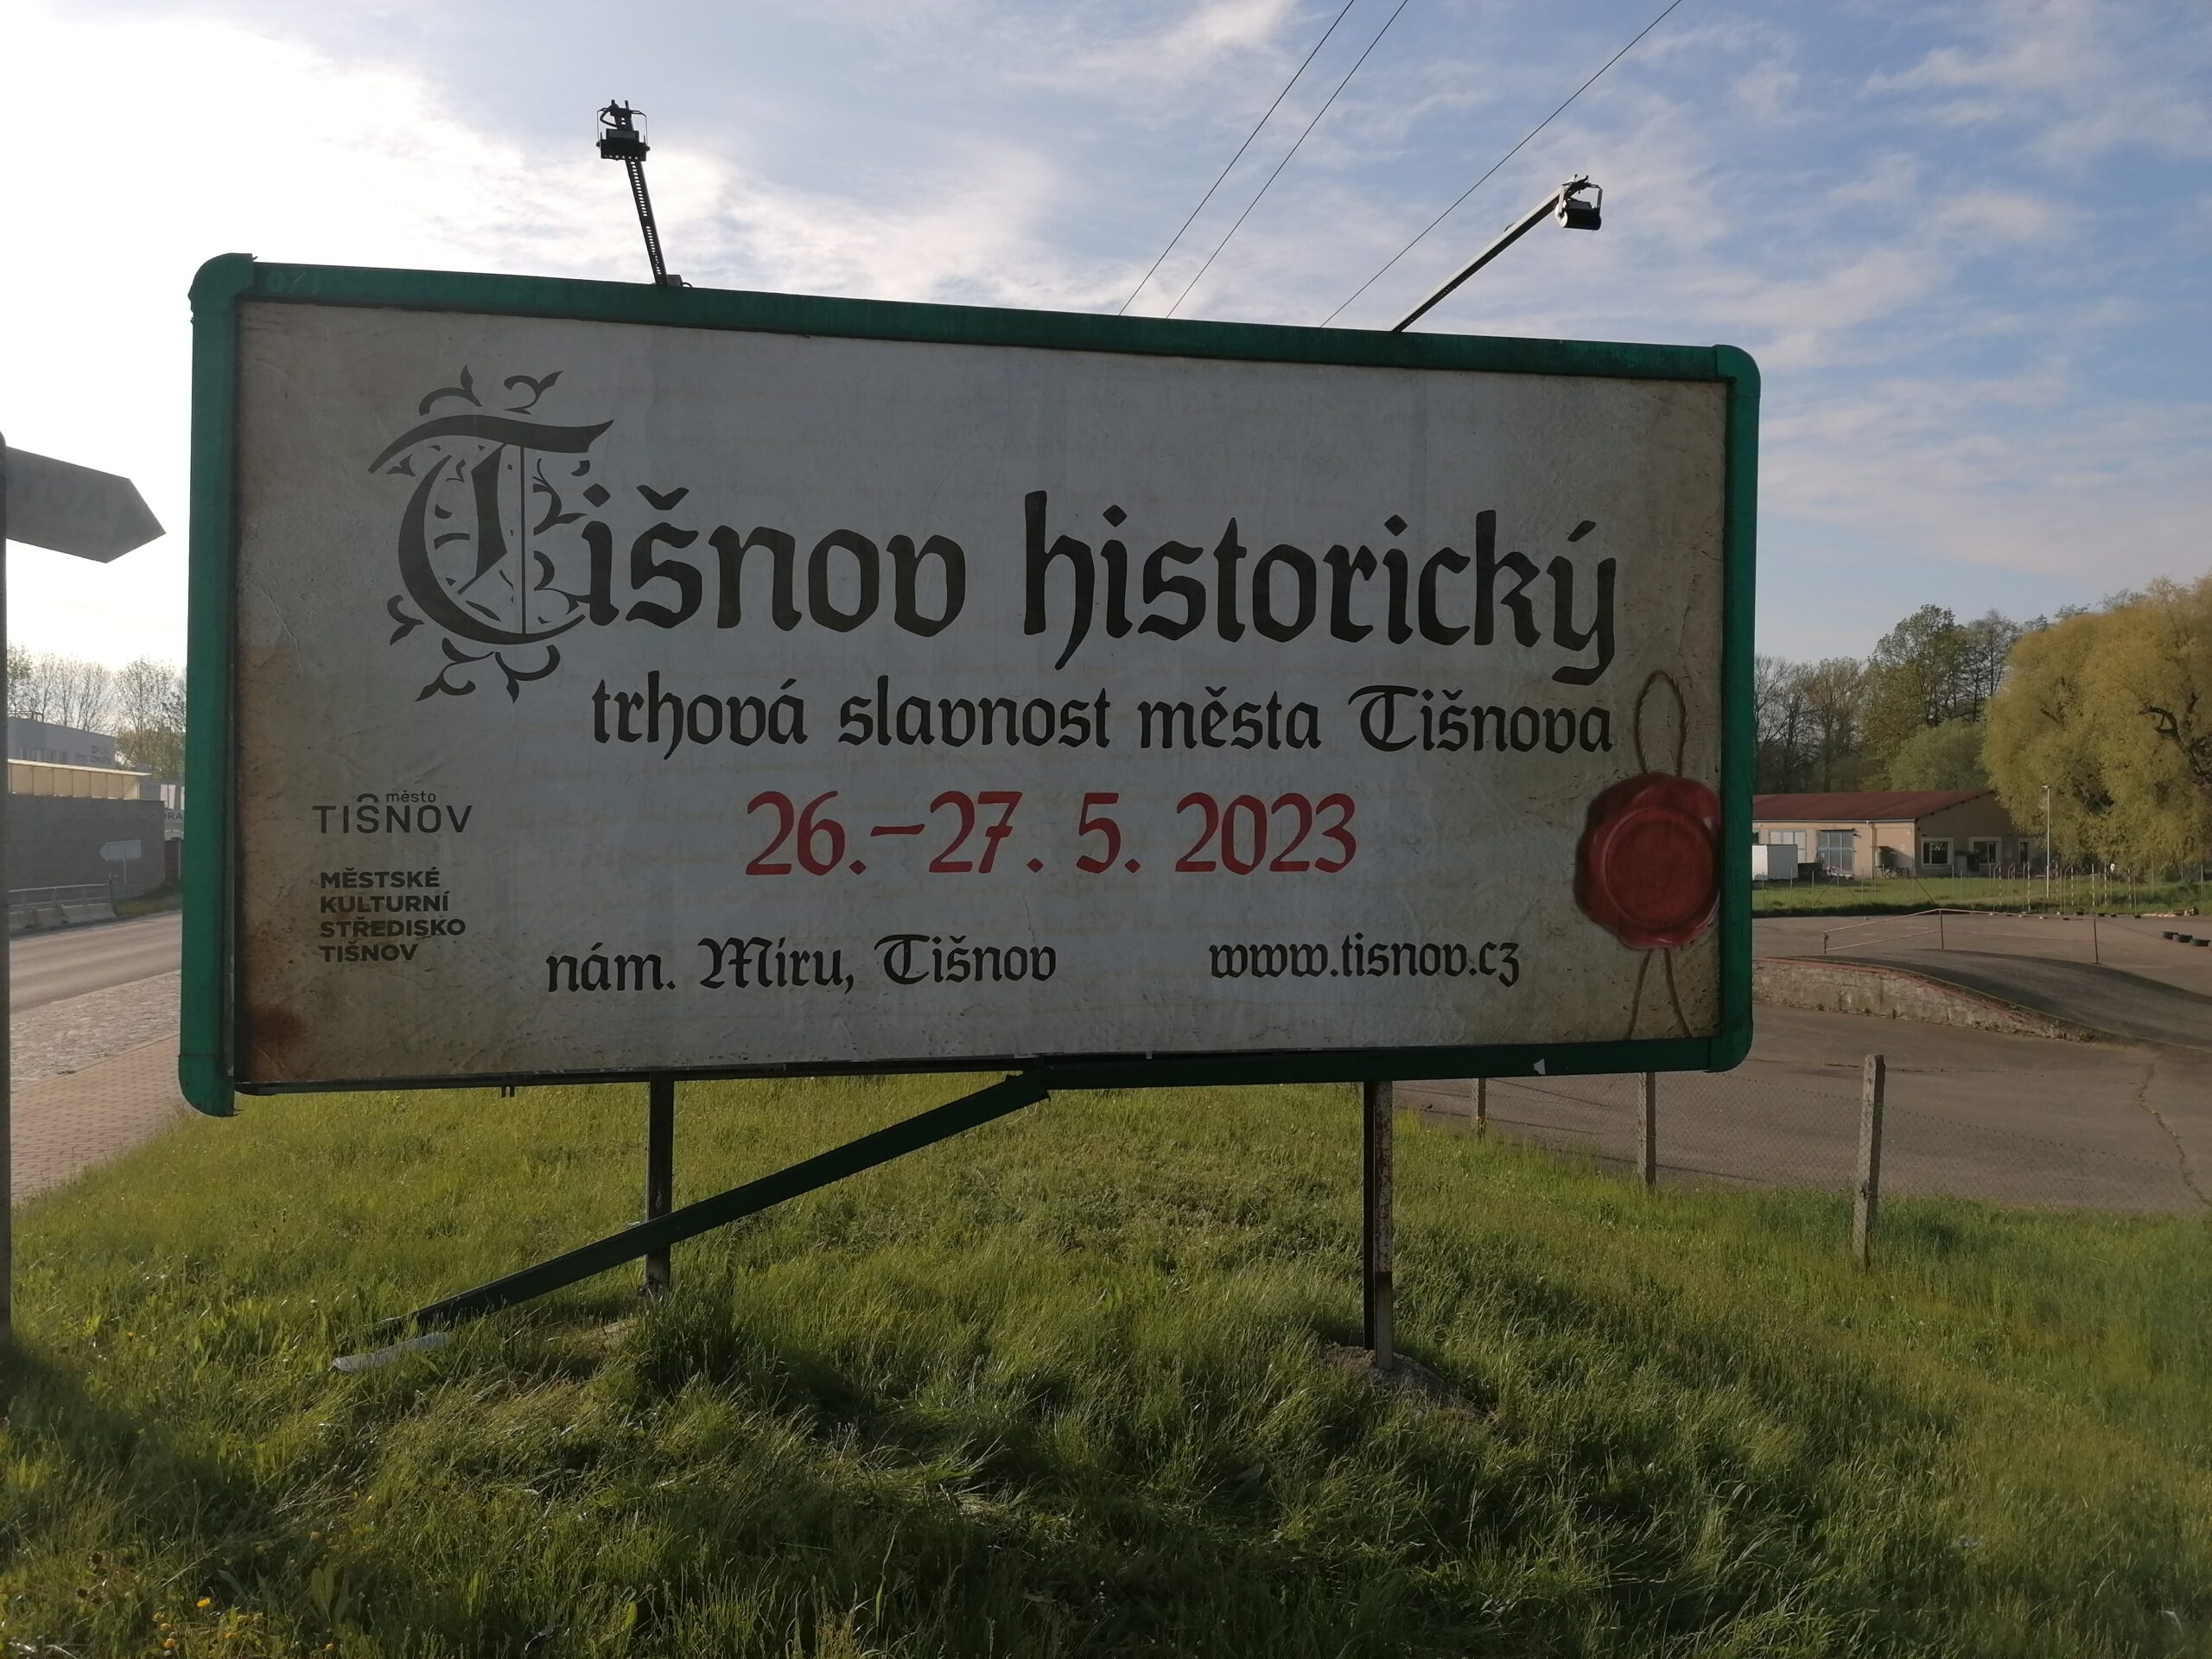 Tišnov historický
trhová slavnost města Tišnova
26.–27. 5. 2023
nám. Míru, Tišnov
www.tisnov.cz
město
TIŠNOV
MĚSTSKÉ
KULTURNÍ
STŘEDISKO
TIŠNOV